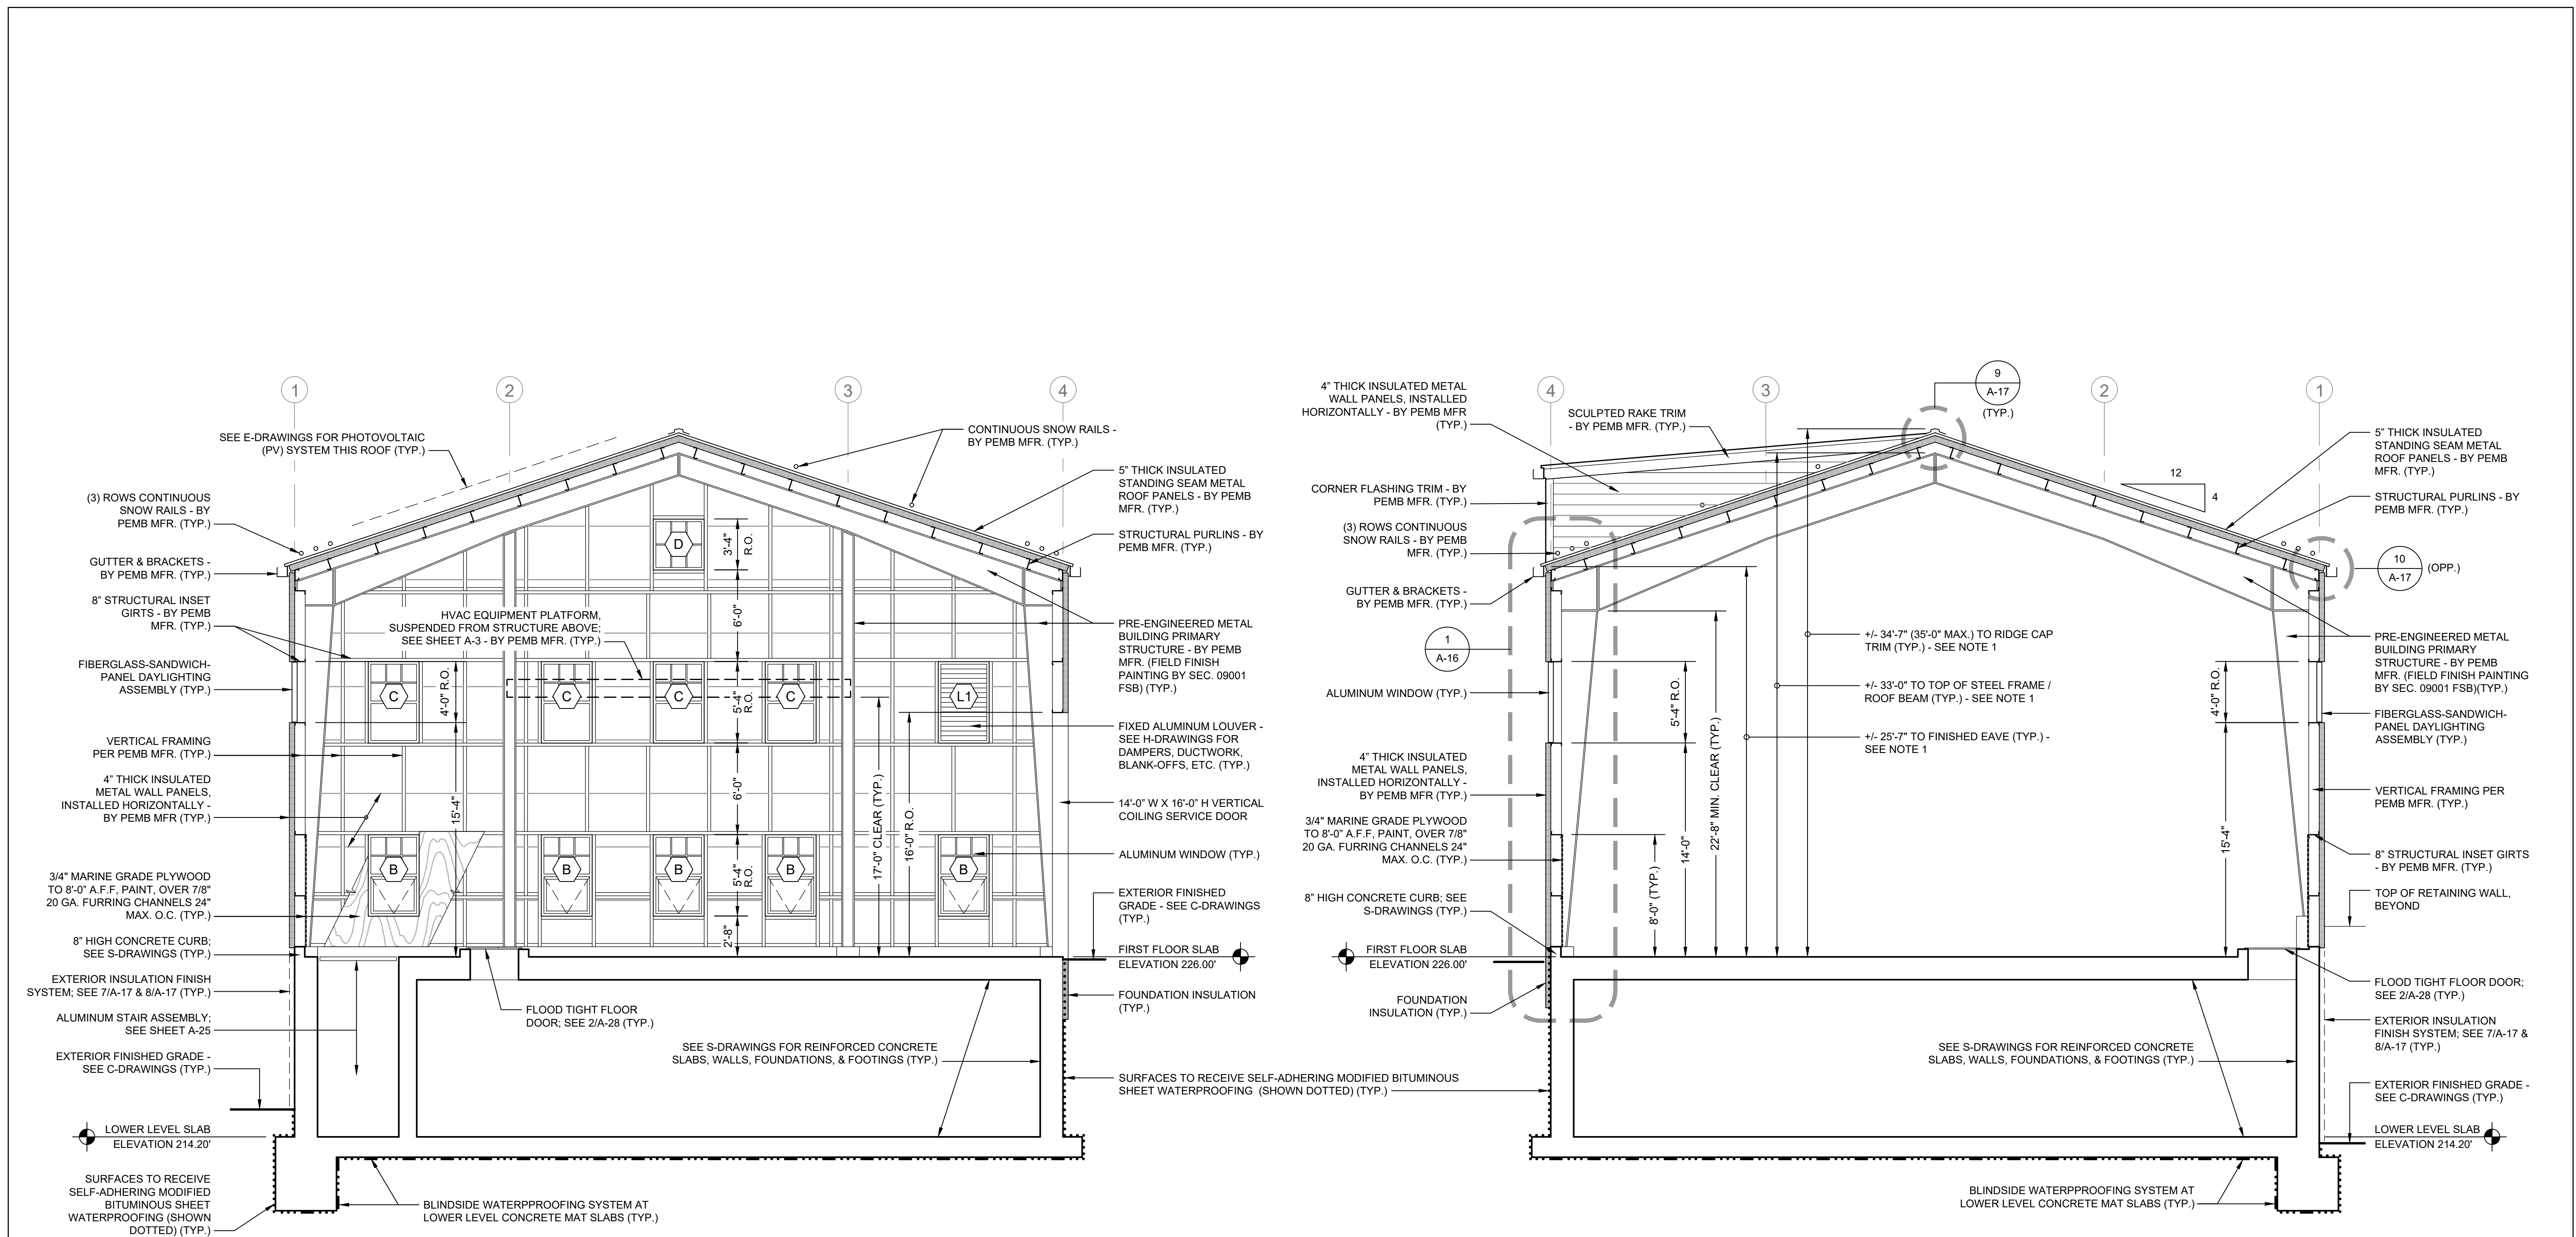 1
2
3
4
SEE E-DRAWINGS FOR PHOTOVOLTAIC
(PV) SYSTEM THIS ROOF (TYP.)
(3) ROWS CONTINUOUS
SNOW RAILS - BY
PEMB MFR. (TYP.)
GUTTER & BRACKETS -
BY PEMB MFR. (TYP.)
8" STRUCTURAL INSET
GIRTS - BY PEMB
MFR. (TYP.)
FIBERGLASS-SANDWICH-
PANEL DAYLIGHTING
ASSEMBLY (TYP.)
VERTICAL FRAMING
PER PEMB MFR. (TYP.)
4" THICK INSULATED
METAL WALL PANELS,
INSTALLED HORIZONTALLY -
BY PEMB MFR (TYP.)
3/4" MARINE GRADE PLYWOOD
TO 8'-0" A.F.F, PAINT, OVER 7/8"
20 GA. FURRING CHANNELS 24"
MAX. O.C. (TYP.)
8" HIGH CONCRETE CURB;
SEE S-DRAWINGS (TYP.)
EXTERIOR INSULATION FINISH
SYSTEM; SEE 7/A-17 & 8/A-17 (TYP.)
ALUMINUM STAIR ASSEMBLY;
SEE SHEET A-25
EXTERIOR FINISHED GRADE -
SEE C-DRAWINGS (TYP.)
LOWER LEVEL SLAB
ELEVATION 214.20'
SURFACES TO RECEIVE
SELF-ADHERING MODIFIED
BITUMINOUS SHEET
WATERPROOFING (SHOWN
DOTTED) (TYP.)
HVAC EQUIPMENT PLATFORM,
SUSPENDED FROM STRUCTURE ABOVE;
SEE SHEET A-3 - BY PEMB MFR. (TYP.)
D
3'-4"
R.O.
6'-0"
C
C
C
C
L1
4'-0" R.O.
5'-4"
R.O.
6'-0"
15'-4"
17'-0" CLEAR (TYP.)
16'-0" R.O.
B
B
B
B
B
5'-4"
R.O.
2'-8"
FLOOD TIGHT FLOOR
DOOR; SEE 2/A-28 (TYP.)
SEE S-DRAWINGS FOR REINFORCED CONCRETE
SLABS, WALLS, FOUNDATIONS, & FOOTINGS (TYP.)
BLINDSIDE WATERPPROOFING SYSTEM AT
LOWER LEVEL CONCRETE MAT SLABS (TYP.)
CONTINUOUS SNOW RAILS -
BY PEMB MFR. (TYP.)
5" THICK INSULATED
STANDING SEAM METAL
ROOF PANELS - BY PEMB
MFR. (TYP.)
STRUCTURAL PURLINS - BY
PEMB MFR. (TYP.)
PRE-ENGINEERED METAL
BUILDING PRIMARY
STRUCTURE - BY PEMB
MFR. (FIELD FINISH
PAINTING BY SEC. 09001
FSB) (TYP.)
FIXED ALUMINUM LOUVER -
SEE H-DRAWINGS FOR
DAMPERS, DUCTWORK,
BLANK-OFFS, ETC. (TYP.)
14'-0" W X 16'-0" H VERTICAL
COILING SERVICE DOOR
ALUMINUM WINDOW (TYP.)
EXTERIOR FINISHED
GRADE - SEE C-DRAWINGS
(TYP.)
FIRST FLOOR SLAB
ELEVATION 226.00'
FOUNDATION INSULATION
(TYP.)
SURFACES TO RECEIVE SELF-ADHERING MODIFIED BITUMINOUS
SHEET WATERPROOFING (SHOWN DOTTED) (TYP.)
4
3
2
1
9
A-17
(TYP.)
4" THICK INSULATED METAL
WALL PANELS, INSTALLED
HORIZONTALLY - BY PEMB MFR
(TYP.)
SCULPTED RAKE TRIM
- BY PEMB MFR. (TYP.)
CORNER FLASHING TRIM - BY
PEMB MFR. (TYP.)
(3) ROWS CONTINUOUS
SNOW RAILS - BY PEMB
MFR. (TYP.)
GUTTER & BRACKETS -
BY PEMB MFR. (TYP.)
1
A-16
ALUMINUM WINDOW (TYP.)
4" THICK INSULATED
METAL WALL PANELS,
INSTALLED HORIZONTALLY -
BY PEMB MFR (TYP.)
3/4" MARINE GRADE PLYWOOD
TO 8'-0" A.F.F, PAINT, OVER 7/8"
20 GA. FURRING CHANNELS 24"
MAX. O.C. (TYP.)
8" HIGH CONCRETE CURB; SEE
S-DRAWINGS (TYP.)
FIRST FLOOR SLAB
ELEVATION 226.00'
FOUNDATION
INSULATION (TYP.)
12
4
+/- 34'-7" (35'-0" MAX.) TO RIDGE CAP
TRIM (TYP.) - SEE NOTE 1
+/- 33'-0" TO TOP OF STEEL FRAME /
ROOF BEAM (TYP.) - SEE NOTE 1
+/- 25'-7" TO FINISHED EAVE (TYP.) -
SEE NOTE 1
5'-4" R.O.
14'-0"
8'-0" (TYP.)
22'-8" MIN. CLEAR (TYP.)
4'-0" R.O.
15'-4"
SEE S-DRAWINGS FOR REINFORCED CONCRETE
SLABS, WALLS, FOUNDATIONS, & FOOTINGS (TYP.)
BLINDSIDE WATERPPROOFING SYSTEM AT
LOWER LEVEL CONCRETE MAT SLABS (TYP.)
5" THICK INSULATED
STANDING SEAM METAL
ROOF PANELS - BY PEMB
MFR. (TYP.)
STRUCTURAL PURLINS - BY
PEMB MFR. (TYP.)
10
A-17
(OPP.)
PRE-ENGINEERED METAL
BUILDING PRIMARY
STRUCTURE - BY PEMB
MFR. (FIELD FINISH PAINTING
BY SEC. 09001 FSB)(TYP.)
FIBERGLASS-SANDWICH-
PANEL DAYLIGHTING
ASSEMBLY (TYP.)
VERTICAL FRAMING PER
PEMB MFR. (TYP.)
8" STRUCTURAL INSET GIRTS
- BY PEMB MFR. (TYP.)
TOP OF RETAINING WALL,
BEYOND
FLOOD TIGHT FLOOR DOOR;
SEE 2/A-28 (TYP.)
EXTERIOR INSULATION
FINISH SYSTEM; SEE 7/A-17 &
8/A-17 (TYP.)
EXTERIOR FINISHED GRADE -
SEE C-DRAWINGS (TYP.)
LOWER LEVEL SLAB
ELEVATION 214.20'